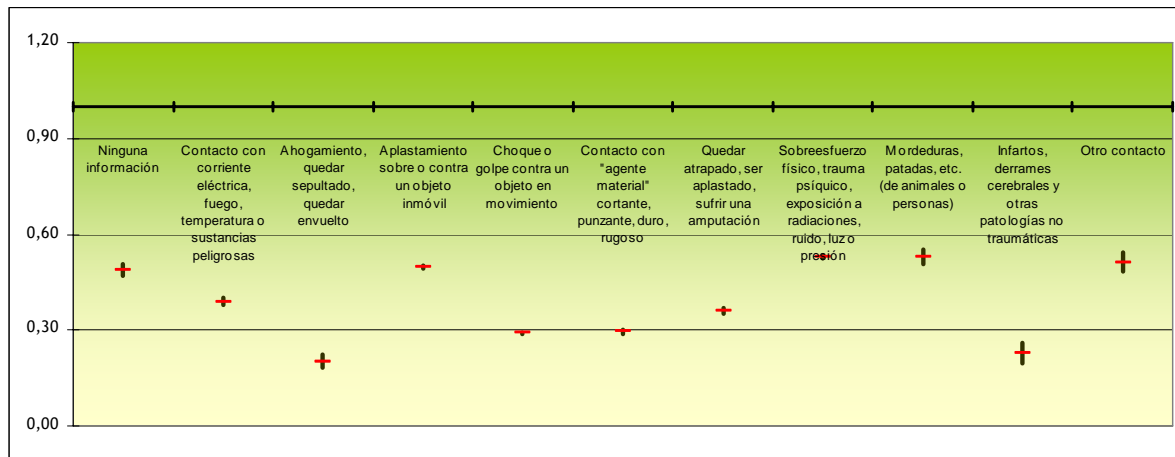 1,20
0,90
0,60
0,30
0,00
Ninguna
información
Contacto con
corriente
eléctrica,
fuego,
temperatura o
sustancias
peligrosas
Ahogamiento,
quedar
sepultado,
quedar
envuelto
Aplastamiento
sobre o contra
un objeto
inmóvil
Choque o
golpe contra un
objeto en
movimiento
Contacto con
"agente
material"
cortante,
punzante, duro,
rugoso
Quedar
atrapado, ser
aplastado,
sufrir una
amputación
Sobreesfuerzo
físico, trauma
psíquico,
exposición a
radiaciones,
ruido, luz o
presión
Mordeduras,
patadas, etc.
(de animales o
personas)
Infartos,
derrames
cerebrales y
otras
patologías no
traumáticas
Otro contacto